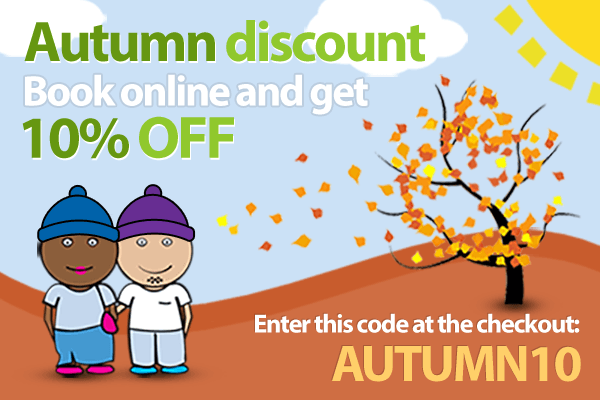 Autumn discount
Book online and get
10% OFF
Enter this code at the checkout:
AUTUMN10